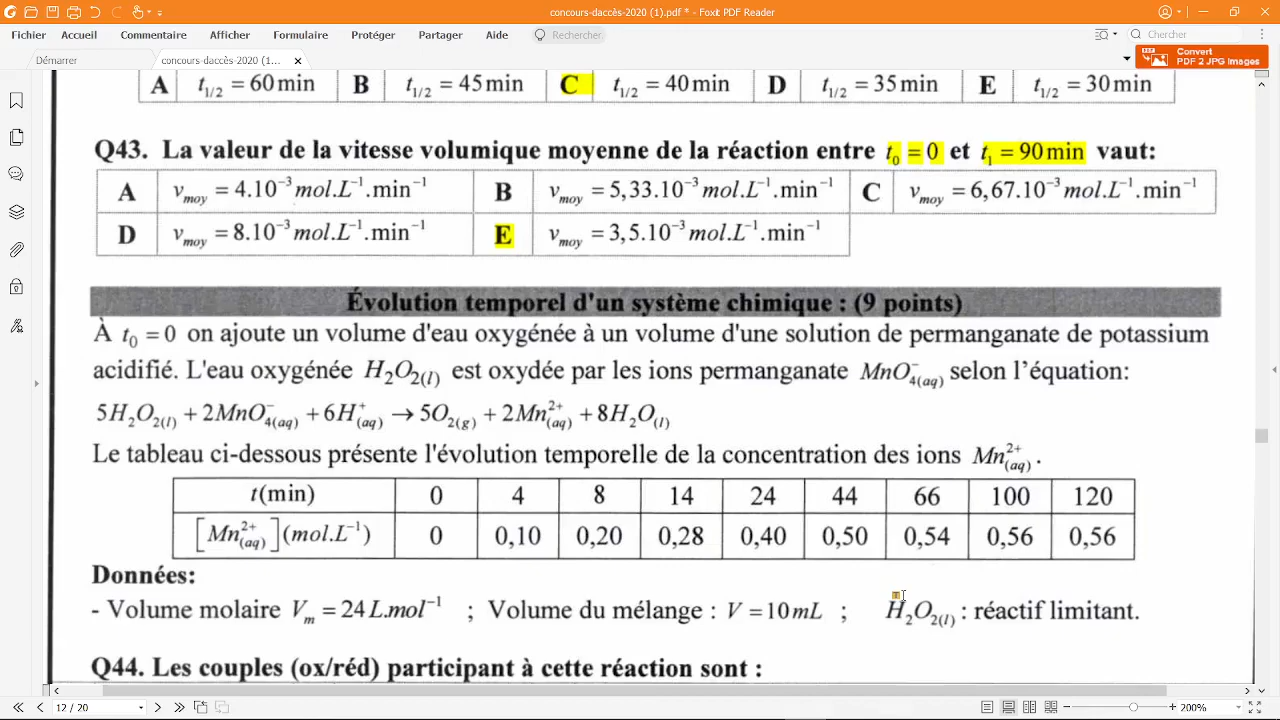 concours-daccès-2020 (1).pdf * - Foxit PDF Reader
Fichier Accueil Commentaire Afficher Formulaire Protéger Partager Aide Rechercher Chercher
Démarrer concours-daccès-2020 (1... Convert
PDF 2 JPG Images
A t1/2 = 60 min B t1/2 = 45 min C t1/2 = 40 min D t1/2 = 35 min E t1/2 = 30 min
Q43. La valeur de la vitesse volumique moyenne de la réaction entre t₀ = 0 et t₁ = 90 min vaut:
A vmoy = 4.10⁻³ mol.L⁻¹.min⁻¹ B vmoy = 5,33.10⁻³ mol.L⁻¹.min⁻¹ C vmoy = 6,67.10⁻³ mol.L⁻¹.min⁻¹
D vmoy = 8.10⁻³ mol.L⁻¹.min⁻¹ E vmoy = 3,5.10⁻³ mol.L⁻¹.min⁻¹
Évolution temporel d'un système chimique : (9 points)
À t₀ = 0 on ajoute un volume d'eau oxygénée à un volume d'une solution de permanganate de potassium
acidifié. L'eau oxygénée H₂O₂(l) est oxydée par les ions permanganate MnO₄⁻(aq) selon l'équation:
5H₂O₂(l) + 2MnO₄⁻(aq) + 6H⁺(aq) → 5O₂(g) + 2Mn²⁺(aq) + 8H₂O(l)
Le tableau ci-dessous présente l'évolution temporelle de la concentration des ions Mn²⁺(aq).
t(min) 0 4 8 14 24 44 66 100 120
[Mn²⁺(aq)](mol.L⁻¹) 0 0,10 0,20 0,28 0,40 0,50 0,54 0,56 0,56
Données:
- Volume molaire Vm = 24 L.mol⁻¹ ; Volume du mélange : V = 10 mL ; H₂O₂(l) : réactif limitant.
Q44. Les couples (ox/réd) participant à cette réaction sont :
12 / 20 200%